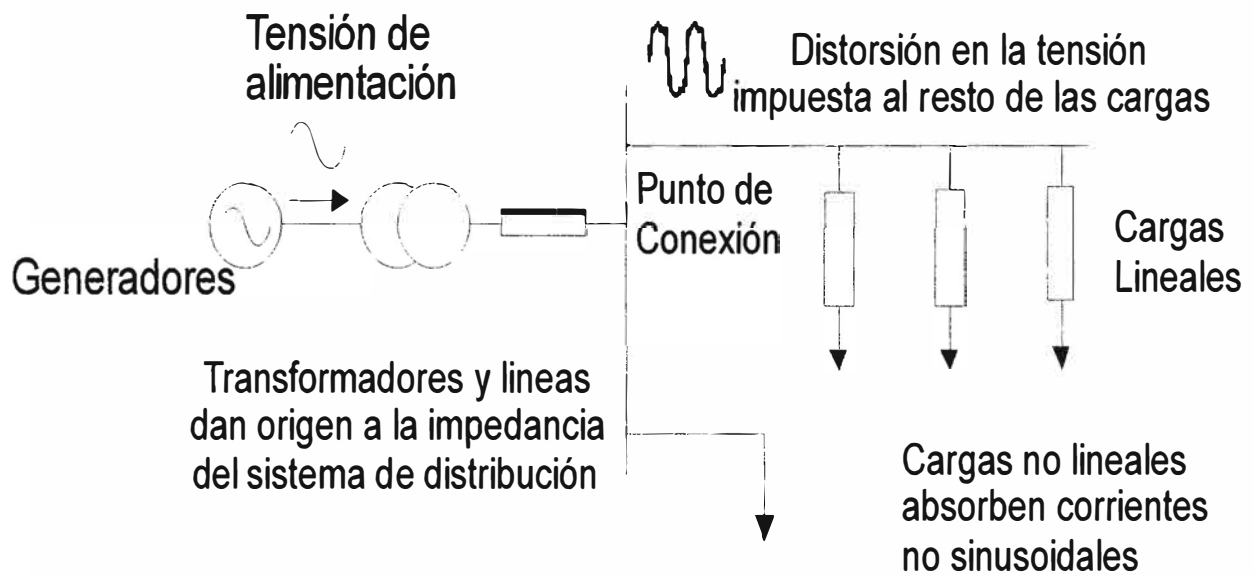 Tensión de
alimentación
Distorsión en la tensión
impuesta al resto de las cargas
Generadores
Punto de
Conexión
Cargas
Lineales
Transformadores y lineas
dan origen a la impedancia
del sistema de distribución
Cargas no lineales
absorben corrientes
no sinusoidales